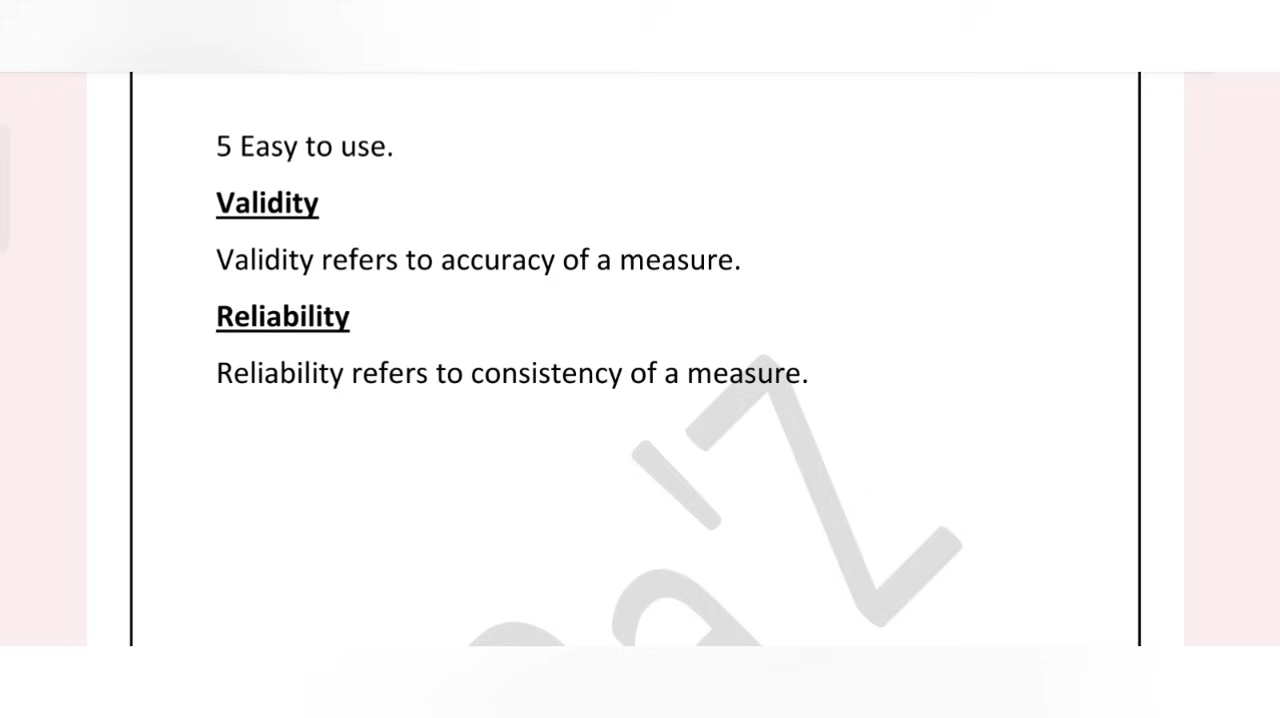 5 Easy to use.
Validity
Validity refers to accuracy of a measure.
Reliability
Reliability refers to consistency of a measure.